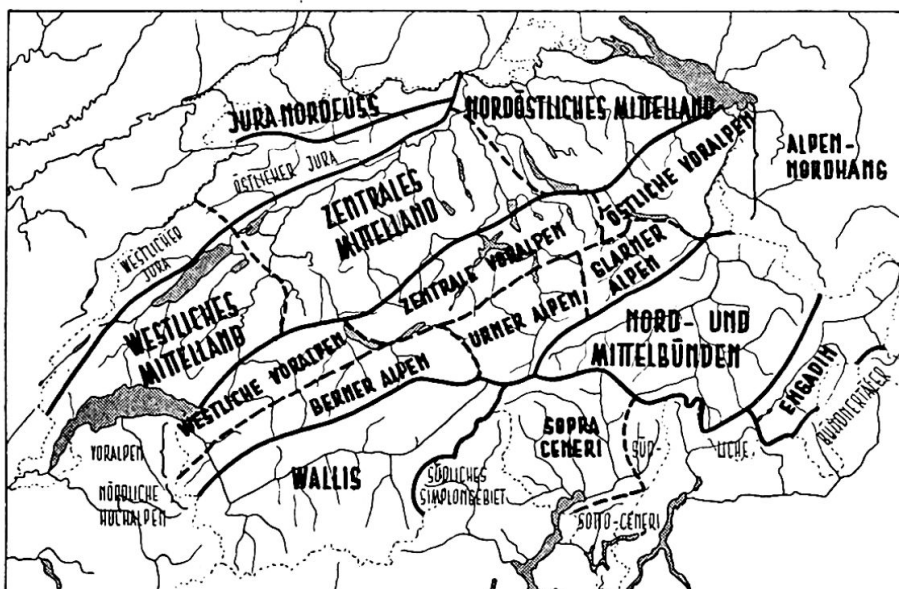 JURA NORDFUSS
NORDÖSTLICHES MITTELLAND
ALPEN-
NORDHANG
ÖSTLICHER JURA
ÖSTLICHE VORALPEN
ZENTRALES
MITTELLAND
WESTLICHER
JURA
ZENTRALE VORALPEN
GLARNER
ALPEN
WESTLICHES
MITTELLAND
URNER ALPEN
NORD- UND
MITTELBÜNDEN
WESTLICHE VORALPEN
BERNER ALPEN
ENGADIN
BÜNDNERTÄLER
SOPRA
CENERI
SÜD-
LICHE
VORALPEN
WALLIS
SÜDLICHES
SIMPLONGEBIET
NÖRDLICHE
HOCHALPEN
SOTTO-CENERI